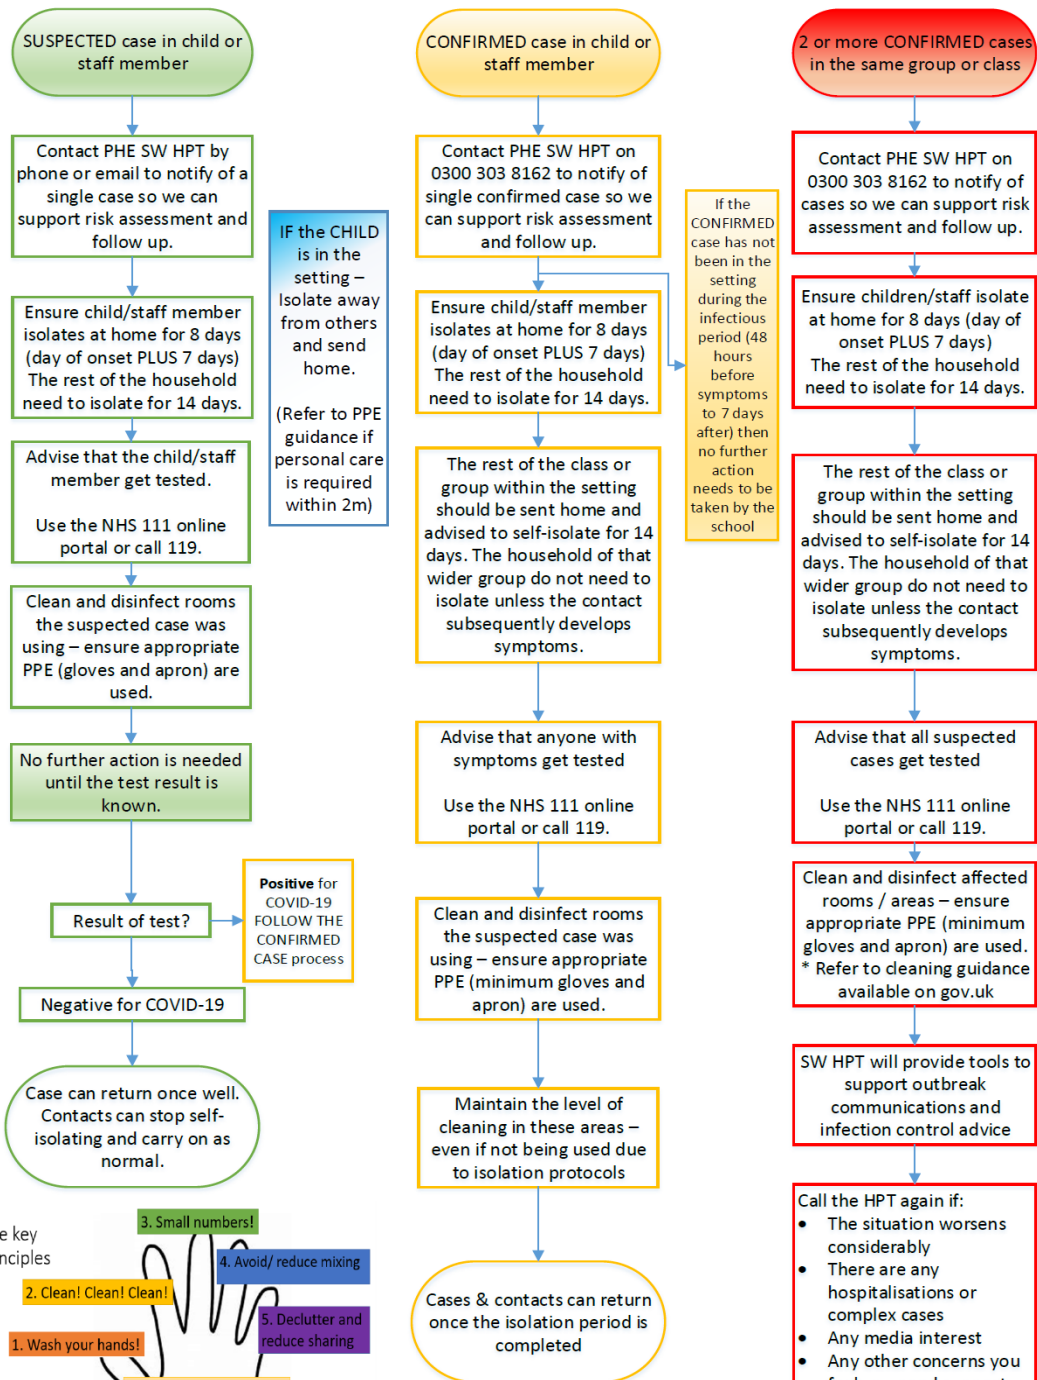 SUSPECTED case in child or
staff member
Contact PHE SW HPT by
phone or email to notify of a
single case so we can
support risk assessment and
follow up.
Ensure child/staff member
isolates at home for 8 days
(day of onset PLUS 7 days)
The rest of the household
need to isolate for 14 days.
Advise that the child/staff
member get tested.
Use the NHS 111 online
portal or call 119.
Clean and disinfect rooms
the suspected case was
using – ensure appropriate
PPE (gloves and apron) are
used.
No further action is needed
until the test result is
known.
Result of test?
Positive for
COVID-19
FOLLOW THE
CONFIRMED
CASE process
Negative for COVID-19
Case can return once well.
Contacts can stop self-
isolating and carry on as
normal.
IF the CHILD
is in the
setting –
Isolate away
from others
and send
home.
(Refer to PPE
guidance if
personal care
is required
within 2m)
CONFIRMED case in child or
staff member
Contact PHE SW HPT on
0300 303 8162 to notify of
single confirmed case so we
can support risk assessment
and follow up.
If the
CONFIRMED
case has not
been in the
setting
during the
infectious
period (48
hours
before
symptoms
to 7 days
after) then
no further
action
needs to be
taken by the
school
Ensure child/staff member
isolates at home for 8 days
(day of onset PLUS 7 days)
The rest of the household
need to isolate for 14 days.
The rest of the class or
group within the setting
should be sent home and
advised to self-isolate for 14
days. The household of that
wider group do not need to
isolate unless the contact
subsequently develops
symptoms.
Advise that anyone with
symptoms get tested
Use the NHS 111 online
portal or call 119.
Clean and disinfect rooms
the suspected case was
using – ensure appropriate
PPE (minimum gloves and
apron) are used.
Maintain the level of
cleaning in these areas –
even if not being used due
to isolation protocols
Cases & contacts can return
once the isolation period is
completed
2 or more CONFIRMED cases
in the same group or class
Contact PHE SW HPT on
0300 303 8162 to notify of
cases so we can support risk
assessment and follow up.
Ensure children/staff isolate
at home for 8 days (day of
onset PLUS 7 days)
The rest of the household
need to isolate for 14 days.
The rest of the class or
group within the setting
should be sent home and
advised to self-isolate for 14
days. The household of that
wider group do not need to
isolate unless the contact
subsequently develops
symptoms.
Advise that all suspected
cases get tested
Use the NHS 111 online
portal or call 119.
Clean and disinfect affected
rooms / areas – ensure
appropriate PPE (minimum
gloves and apron) are used.
* Refer to cleaning guidance
available on gov.uk
SW HPT will provide tools to
support outbreak
communications and
infection control advice
Call the HPT again if:
• The situation worsens
considerably
• There are any
hospitalisations or
complex cases
• Any media interest
• Any other concerns you
e key
nciples
3. Small numbers!
4. Avoid/ reduce mixing
2. Clean! Clean! Clean!
5. Declutter and
reduce sharing
1. Wash your hands!